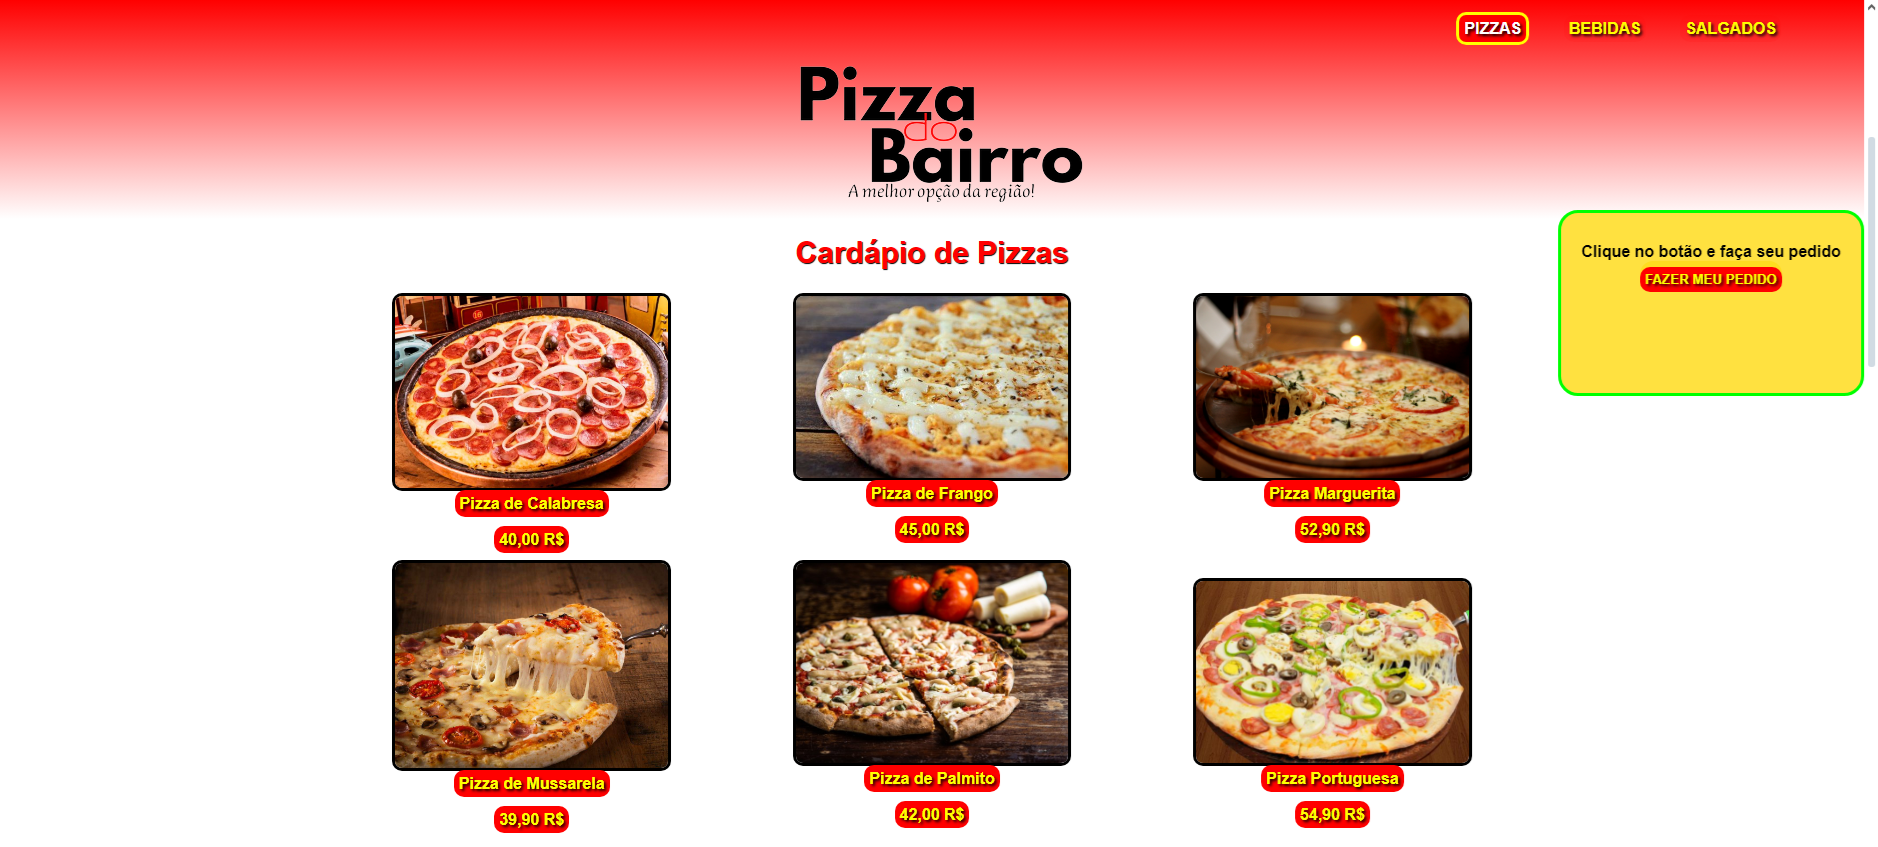 PIZZAS BEBIDAS SALGADOS
Pizza
do
Bairro
A melhor opção da região!
Cardápio de Pizzas
Clique no botão e faça seu pedido
FAZER MEU PEDIDO
16
Pizza de Calabresa
40,00 R$
Pizza de Frango
45,00 R$
Pizza Marguerita
52,90 R$
Pizza de Mussarela
39,90 R$
Pizza de Palmito
42,00 R$
Pizza Portuguesa
54,90 R$